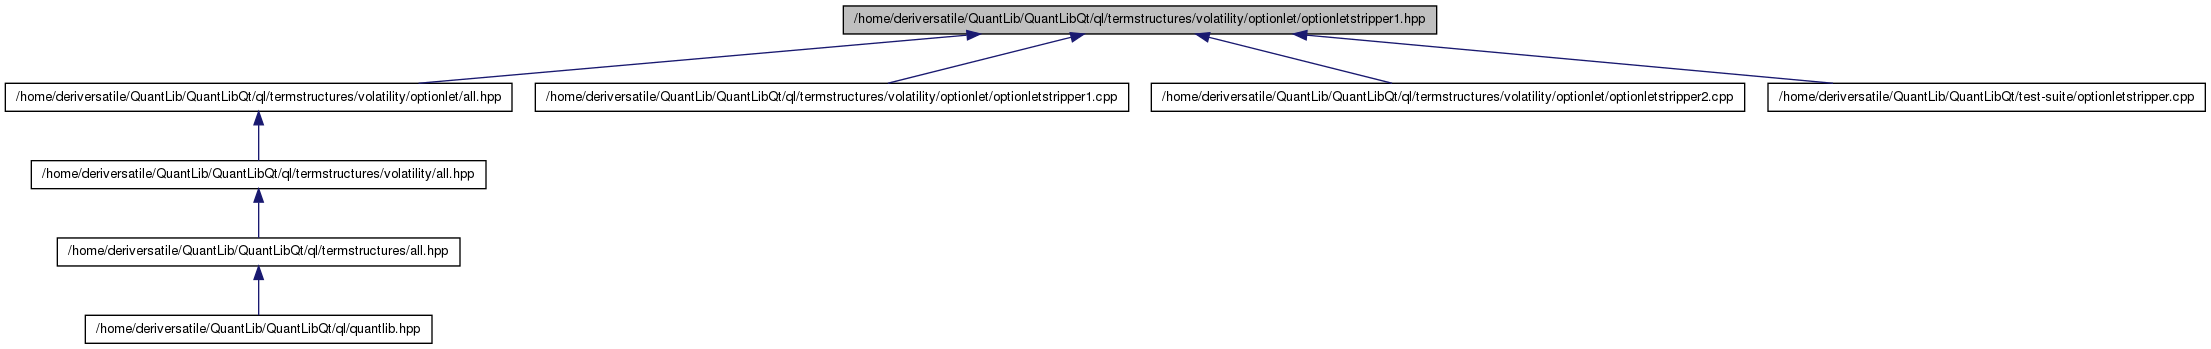 /home/deriversatile/QuantLib/QuantLibQt/ql/termstructures/volatility/optionlet/optionletstripper1.hpp
/home/deriversatile/QuantLib/QuantLibQt/ql/termstructures/volatility/optionlet/all.hpp
/home/deriversatile/QuantLib/QuantLibQt/ql/termstructures/volatility/optionlet/optionletstripper1.cpp
/home/deriversatile/QuantLib/QuantLibQt/ql/termstructures/volatility/optionlet/optionletstripper2.cpp
/home/deriversatile/QuantLib/QuantLibQt/test-suite/optionletstripper.cpp
/home/deriversatile/QuantLib/QuantLibQt/ql/termstructures/volatility/all.hpp
/home/deriversatile/QuantLib/QuantLibQt/ql/termstructures/all.hpp
/home/deriversatile/QuantLib/QuantLibQt/ql/quantlib.hpp